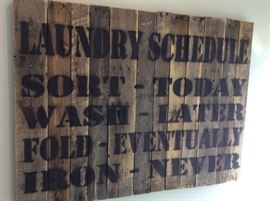 LAUNDRY SCHEDULE
SORT - TODAY
WASH - LATER
FOLD - EVENTUALLY
IRON - NEVER